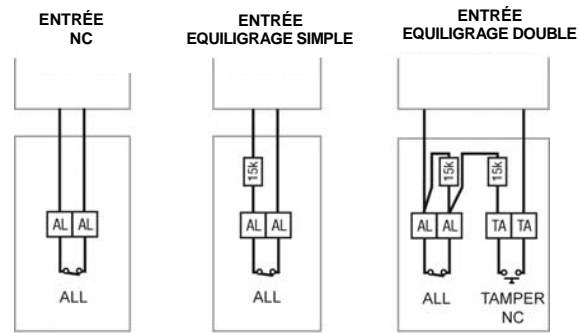 ENTRÉE
NC
ENTRÉE
EQUILIGRAGE SIMPLE
ENTRÉE
EQUILIGRAGE DOUBLE
15k
15k
15k
AL AL
AL AL
AL AL
TA TA
ALL
ALL
ALL
TAMPER
NC